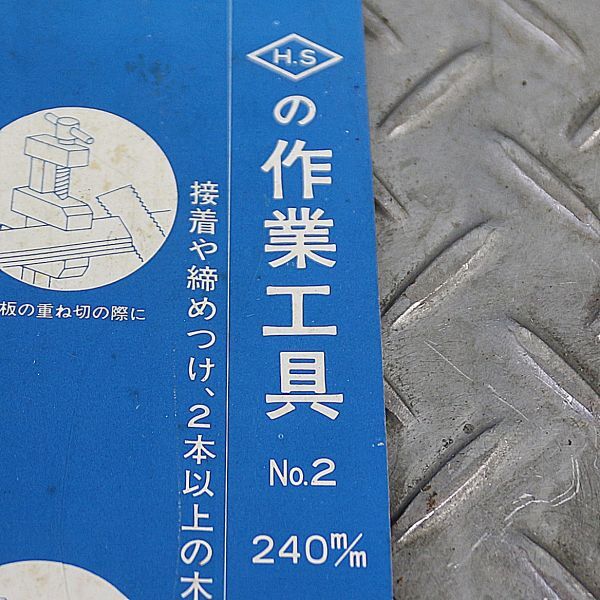 H.S
の作業工具
No.2
240m/m
接着や締めつけ、2本以上の木
板の重ね切の際に